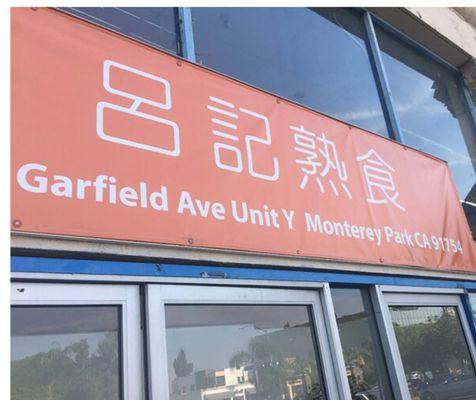 呂記熟食
Garfield Ave Unit Y Monterey Park CA 91754